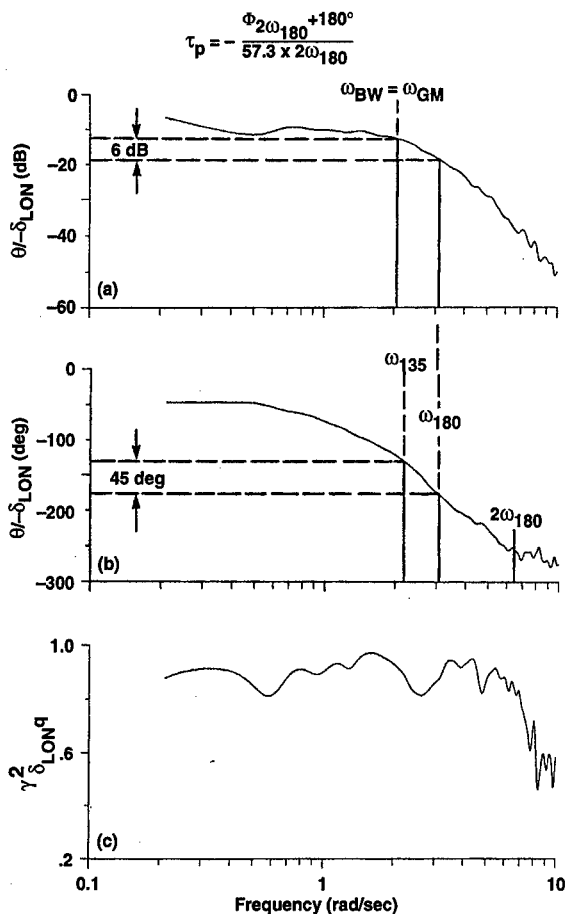 τp = - Φ2ω180 +180° / 57.3 x 2ω180
ωBW = ωGM
0
-20
-40
-60
6 dB
θ/-δLON (dB)
(a)
0
-100
-200
-300
ω135
ω180
45 deg
2ω180
θ/-δLON (deg)
(b)
1.0
.6
.2
γ2 δLONq
(c)
0.1
1
10
Frequency (rad/sec)